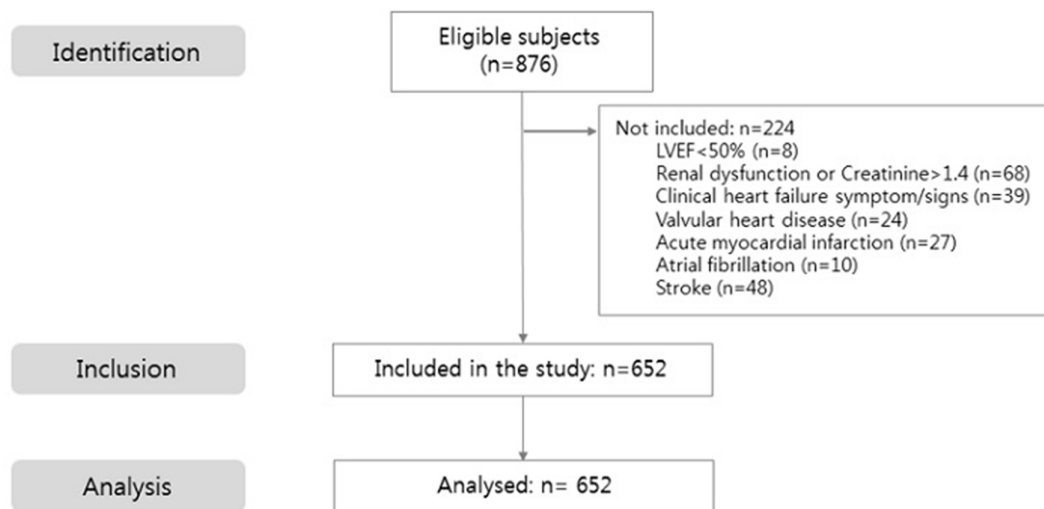 Identification
Eligible subjects
(n=876)
Not included: n=224
LVEF<50% (n=8)
Renal dysfunction or Creatinine>1.4 (n=68)
Clinical heart failure symptom/signs (n=39)
Valvular heart disease (n=24)
Acute myocardial infarction (n=27)
Atrial fibrillation (n=10)
Stroke (n=48)
Inclusion
Included in the study: n=652
Analysis
Analysed: n= 652